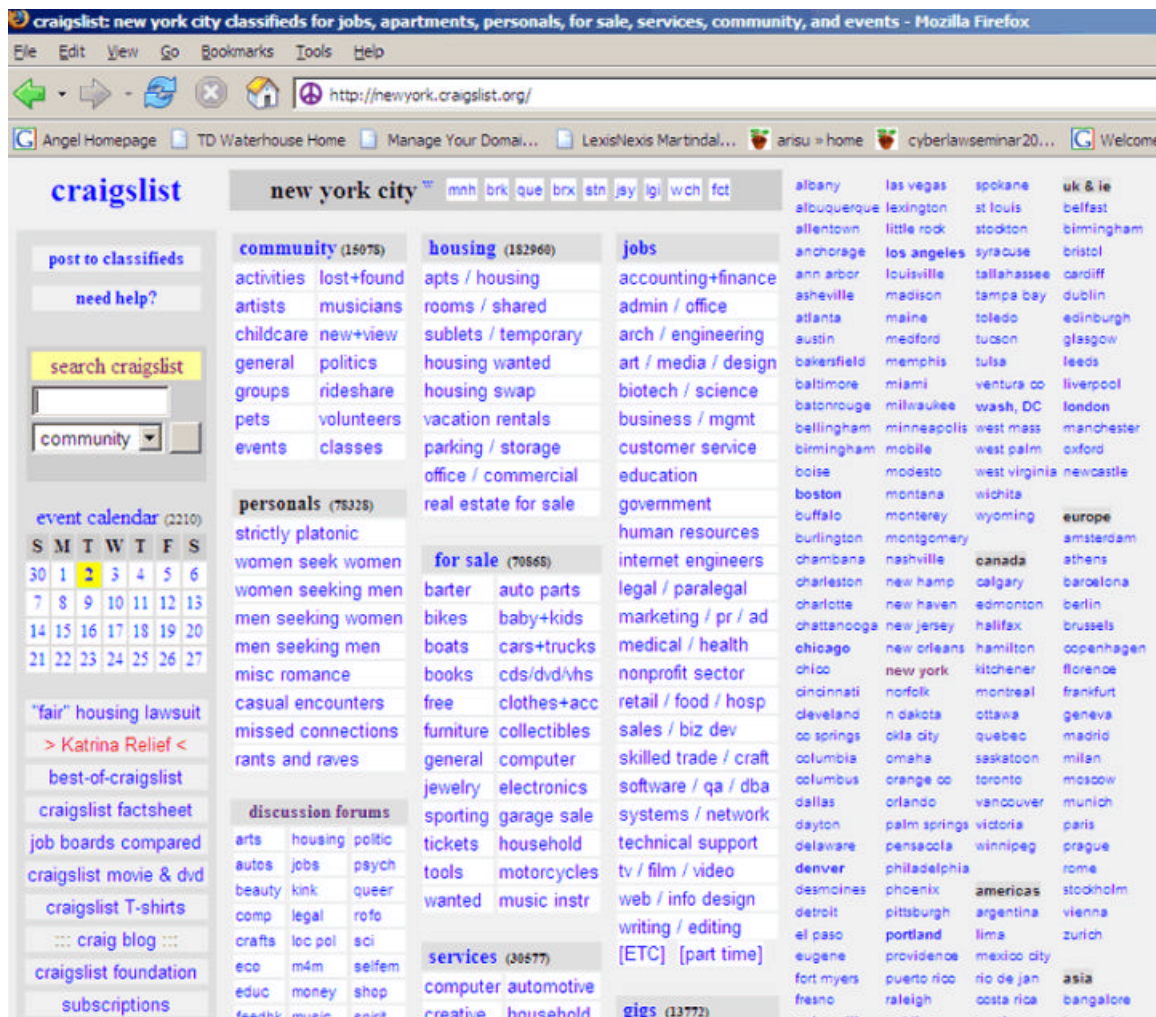 craigslist: new york city classifieds for jobs, apartments, personals, for sale, services, community, and events - Mozilla Firefox
File Edit View Go Bookmarks Tools Help
http://newyork.craigslist.org/
Angel Homepage TD Waterhouse Home Manage Your Domai... LexisNexis Martindal... arisu » home cyberlawseminar20... Welcome
craigslist
post to classifieds
need help?
search craigslist
community
event calendar (2210)
S M T W T F S
30 1 2 3 4 5 6
7 8 9 10 11 12 13
14 15 16 17 18 19 20
21 22 23 24 25 26 27
"fair" housing lawsuit
> Katrina Relief <
best-of-craigslist
craigslist factsheet
job boards compared
craigslist movie & dvd
craigslist T-shirts
::: craig blog :::
craigslist foundation
subscriptions
new york city w mnh brk que brx stn jsy lgi wch fct
community (15078)
activities lost+found
artists musicians
childcare new+view
general politics
groups rideshare
pets volunteers
events classes
personals (78328)
strictly platonic
women seek women
women seeking men
men seeking women
men seeking men
misc romance
casual encounters
missed connections
rants and raves
discussion forums
arts housing politic
autos jobs psych
beauty kink queer
comp legal rofo
crafts loc pol sci
eco m4m selfem
educ money shop
feedbk music spirit
housing (182960)
apts / housing
rooms / shared
sublets / temporary
housing wanted
housing swap
vacation rentals
parking / storage
office / commercial
real estate for sale
for sale (70868)
barter auto parts
bikes baby+kids
boats cars+trucks
books cds/dvd/vhs
free clothes+acc
furniture collectibles
general computer
jewelry electronics
sporting garage sale
tickets household
tools motorcycles
wanted music instr
services (30577)
computer automotive
creative household
jobs
accounting+finance
admin / office
arch / engineering
art / media / design
biotech / science
business / mgmt
customer service
education
government
human resources
internet engineers
legal / paralegal
marketing / pr / ad
medical / health
nonprofit sector
retail / food / hosp
sales / biz dev
skilled trade / craft
software / qa / dba
systems / network
technical support
tv / film / video
web / info design
writing / editing
[ETC] [part time]
gigs (13772)
albany
albuquerque
allentown
anchorage
ann arbor
asheville
atlanta
austin
bakersfield
baltimore
batonrouge
bellingham
birmingham
boise
boston
buffalo
burlington
chambana
charleston
charlotte
chattanooga
chicago
chico
cincinnati
cleveland
co springs
columbia
columbus
dallas
dayton
delaware
denver
desmoines
detroit
el paso
eugene
fort myers
fresno
las vegas
lexington
little rock
los angeles
louisville
madison
maine
medford
memphis
miami
milwaukee
minneapolis
mobile
modesto
montana
monterey
montgomery
nashville
new hamp
new haven
new jersey
new orleans
new york
norfolk
n dakota
okla city
omaha
orange co
orlando
palm springs
pensacola
philadelphia
phoenix
pittsburgh
portland
providence
puerto rico
raleigh
spokane
st louis
stockton
syracuse
tallahassee
tampa bay
toledo
tucson
tulsa
ventura co
wash, DC
west mass
west palm
west virginia
wichita
wyoming
canada
calgary
edmonton
halifax
hamilton
kitchener
montreal
ottawa
quebec
saskatoon
toronto
vancouver
victoria
winnipeg
americas
argentina
lima
mexico city
rio de jan
costa rica
uk & ie
belfast
birmingham
bristol
cardiff
dublin
edinburgh
glasgow
leeds
liverpool
london
manchester
oxford
newcastle
europe
amsterdam
athens
barcelona
berlin
brussels
copenhagen
florence
frankfurt
geneva
madrid
milan
moscow
munich
paris
prague
rome
stockholm
vienna
zurich
asia
bangalore